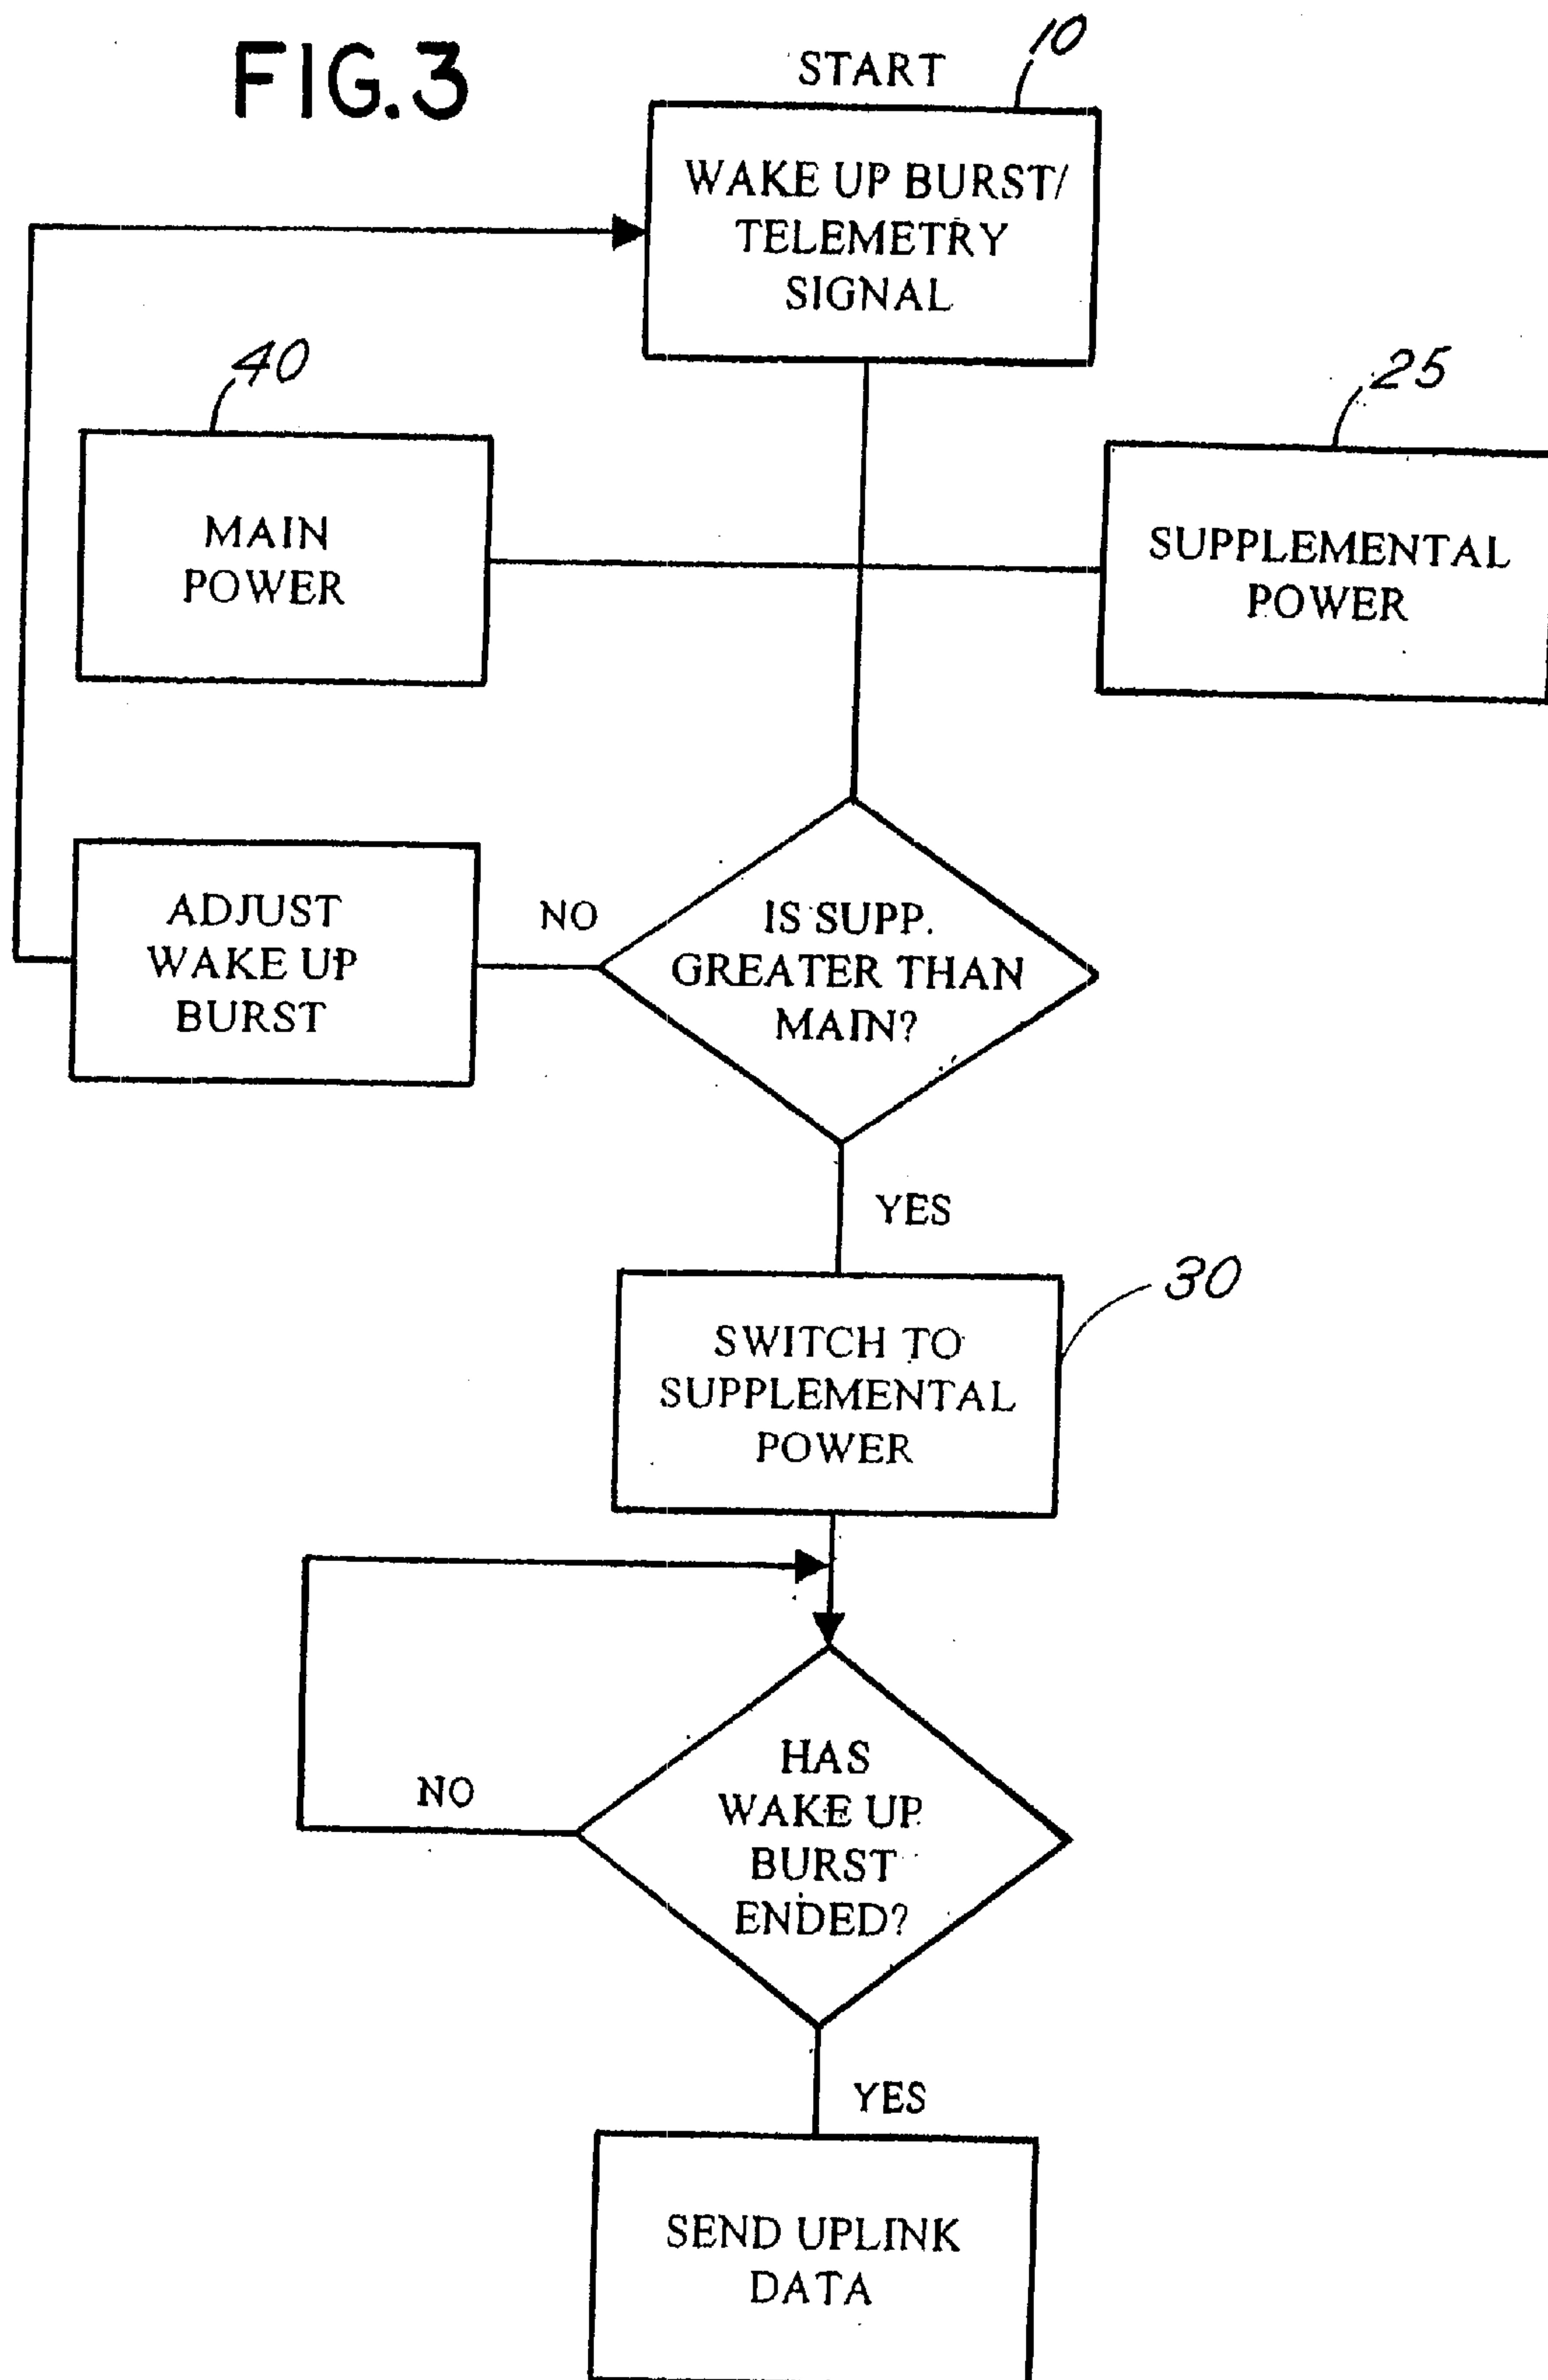 FIG.3
START
10
WAKE UP BURST/
TELEMETRY
SIGNAL
40
25
MAIN
POWER
SUPPLEMENTAL
POWER
ADJUST
WAKE UP
BURST
NO
IS SUPP.
GREATER THAN
MAIN?
YES
30
SWITCH TO
SUPPLEMENTAL
POWER
NO
HAS
WAKE UP
BURST
ENDED?
YES
SEND UPLINK
DATA